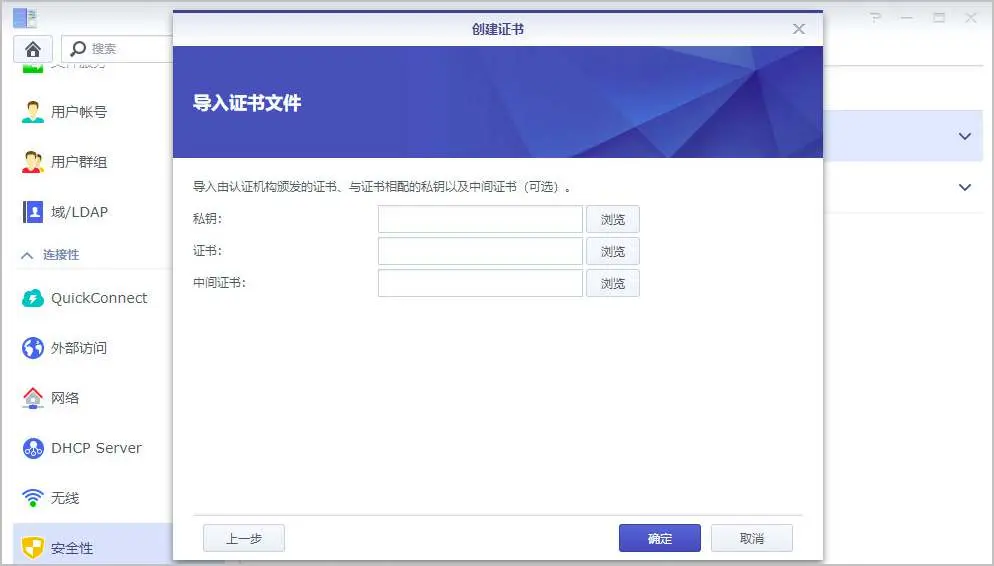 创建证书
搜索
文件服务
用户帐号
用户群组
域/LDAP
连接性
QuickConnect
外部访问
网络
DHCP Server
无线
安全性
导入证书文件
导入由认证机构颁发的证书、与证书相配的私钥以及中间证书（可选）。
私钥: 浏览
证书: 浏览
中间证书: 浏览
上一步 确定 取消